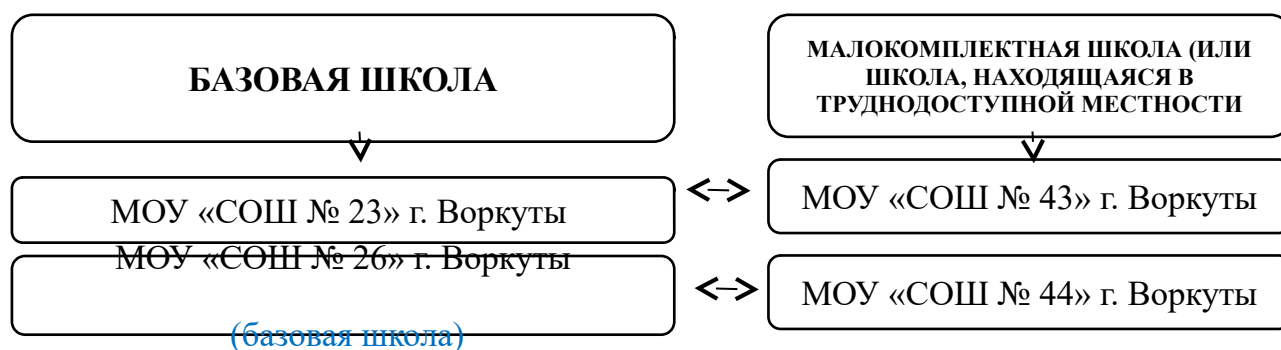 БАЗОВАЯ ШКОЛА
МАЛОКОМПЛЕКТНАЯ ШКОЛА (ИЛИ
ШКОЛА, НАХОДЯЩАЯСЯ В
ТРУДНОДОСТУПНОЙ МЕСТНОСТИ
МОУ «СОШ № 23» г. Воркуты
МОУ «СОШ № 43» г. Воркуты
МОУ «СОШ № 26» г. Воркуты
(базовая школа)
МОУ «СОШ № 44» г. Воркуты